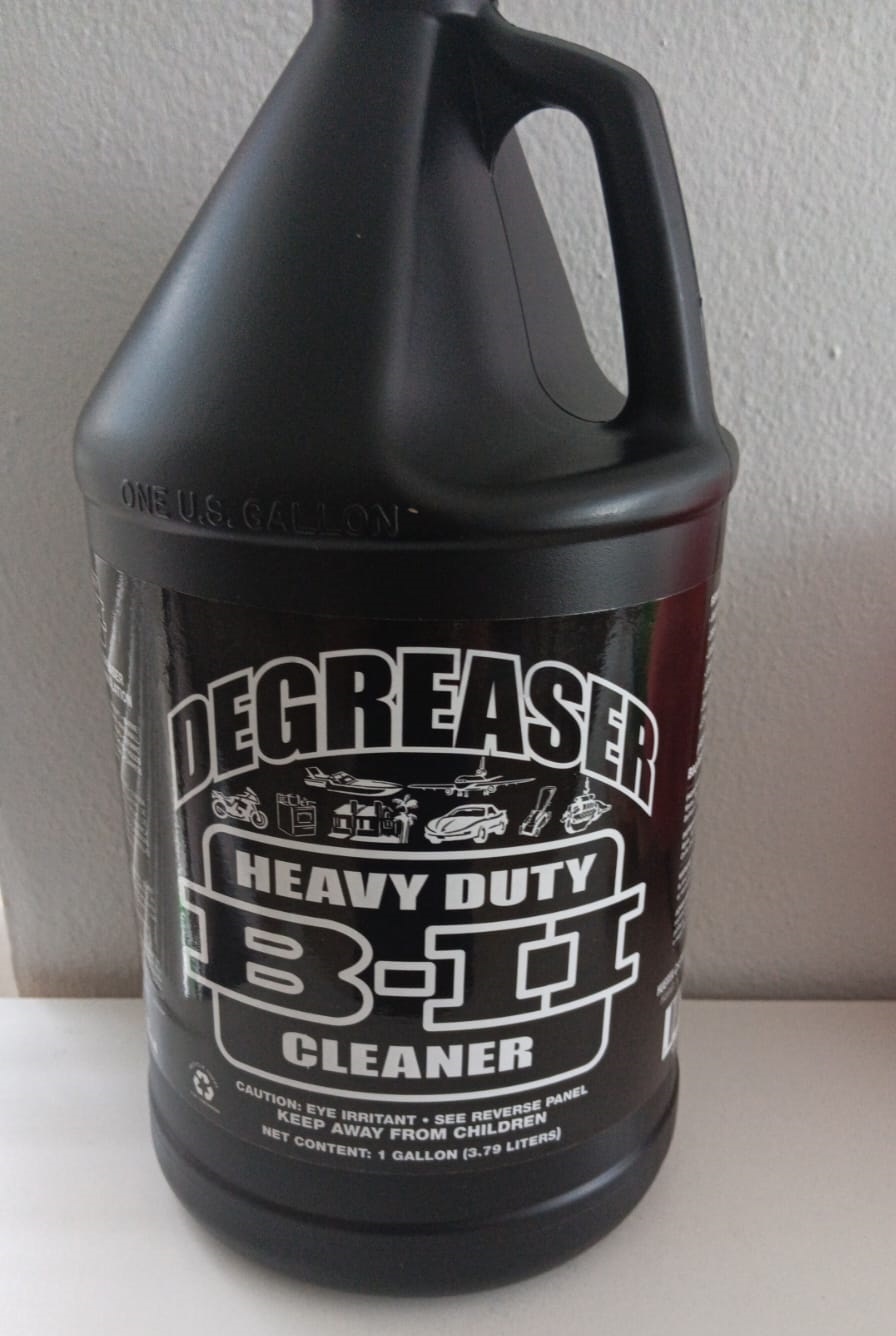 ONE U.S. GALLON
DEGREASER
HEAVY DUTY
B-II
CLEANER
CAUTION: EYE IRRITANT • SEE REVERSE PANEL
KEEP AWAY FROM CHILDREN
NET CONTENT: 1 GALLON (3.79 LITERS)